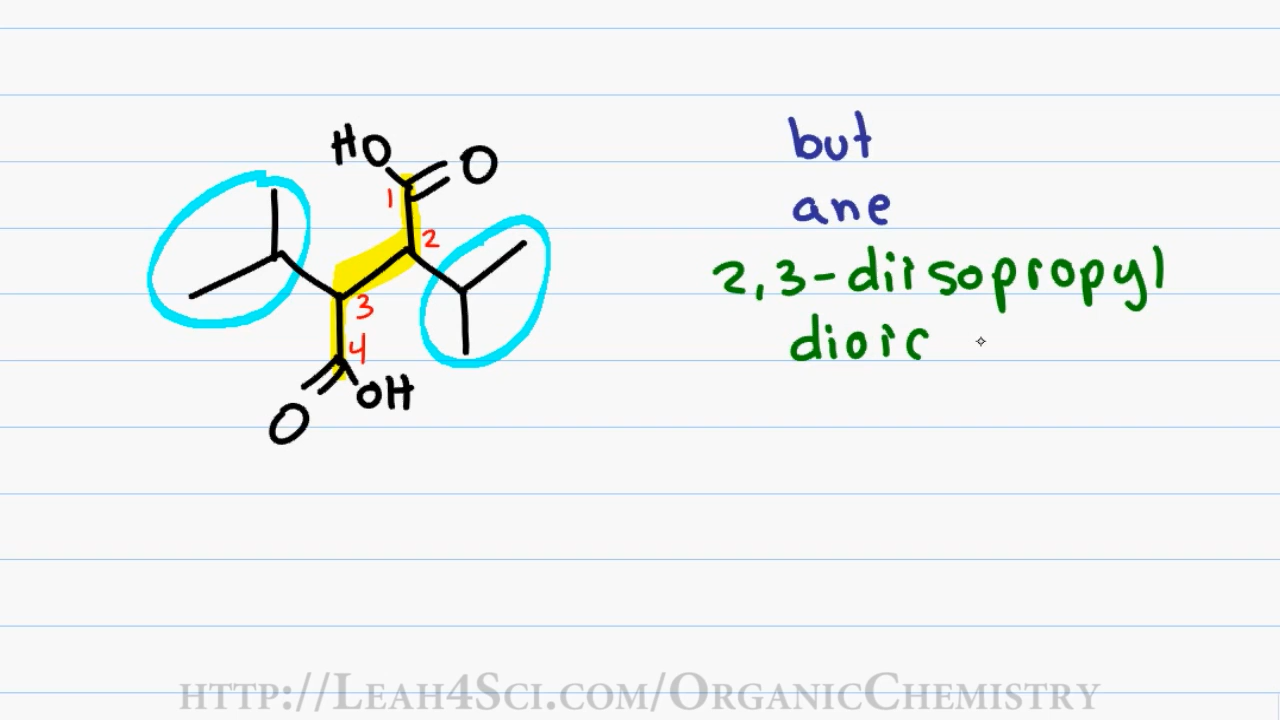 HO
O
1
2
3
4
O
OH
but
ane
2,3-diisopropyl
dioic
HTTP://LEAH4SCI.COM/ORGANICCHEMISTRY